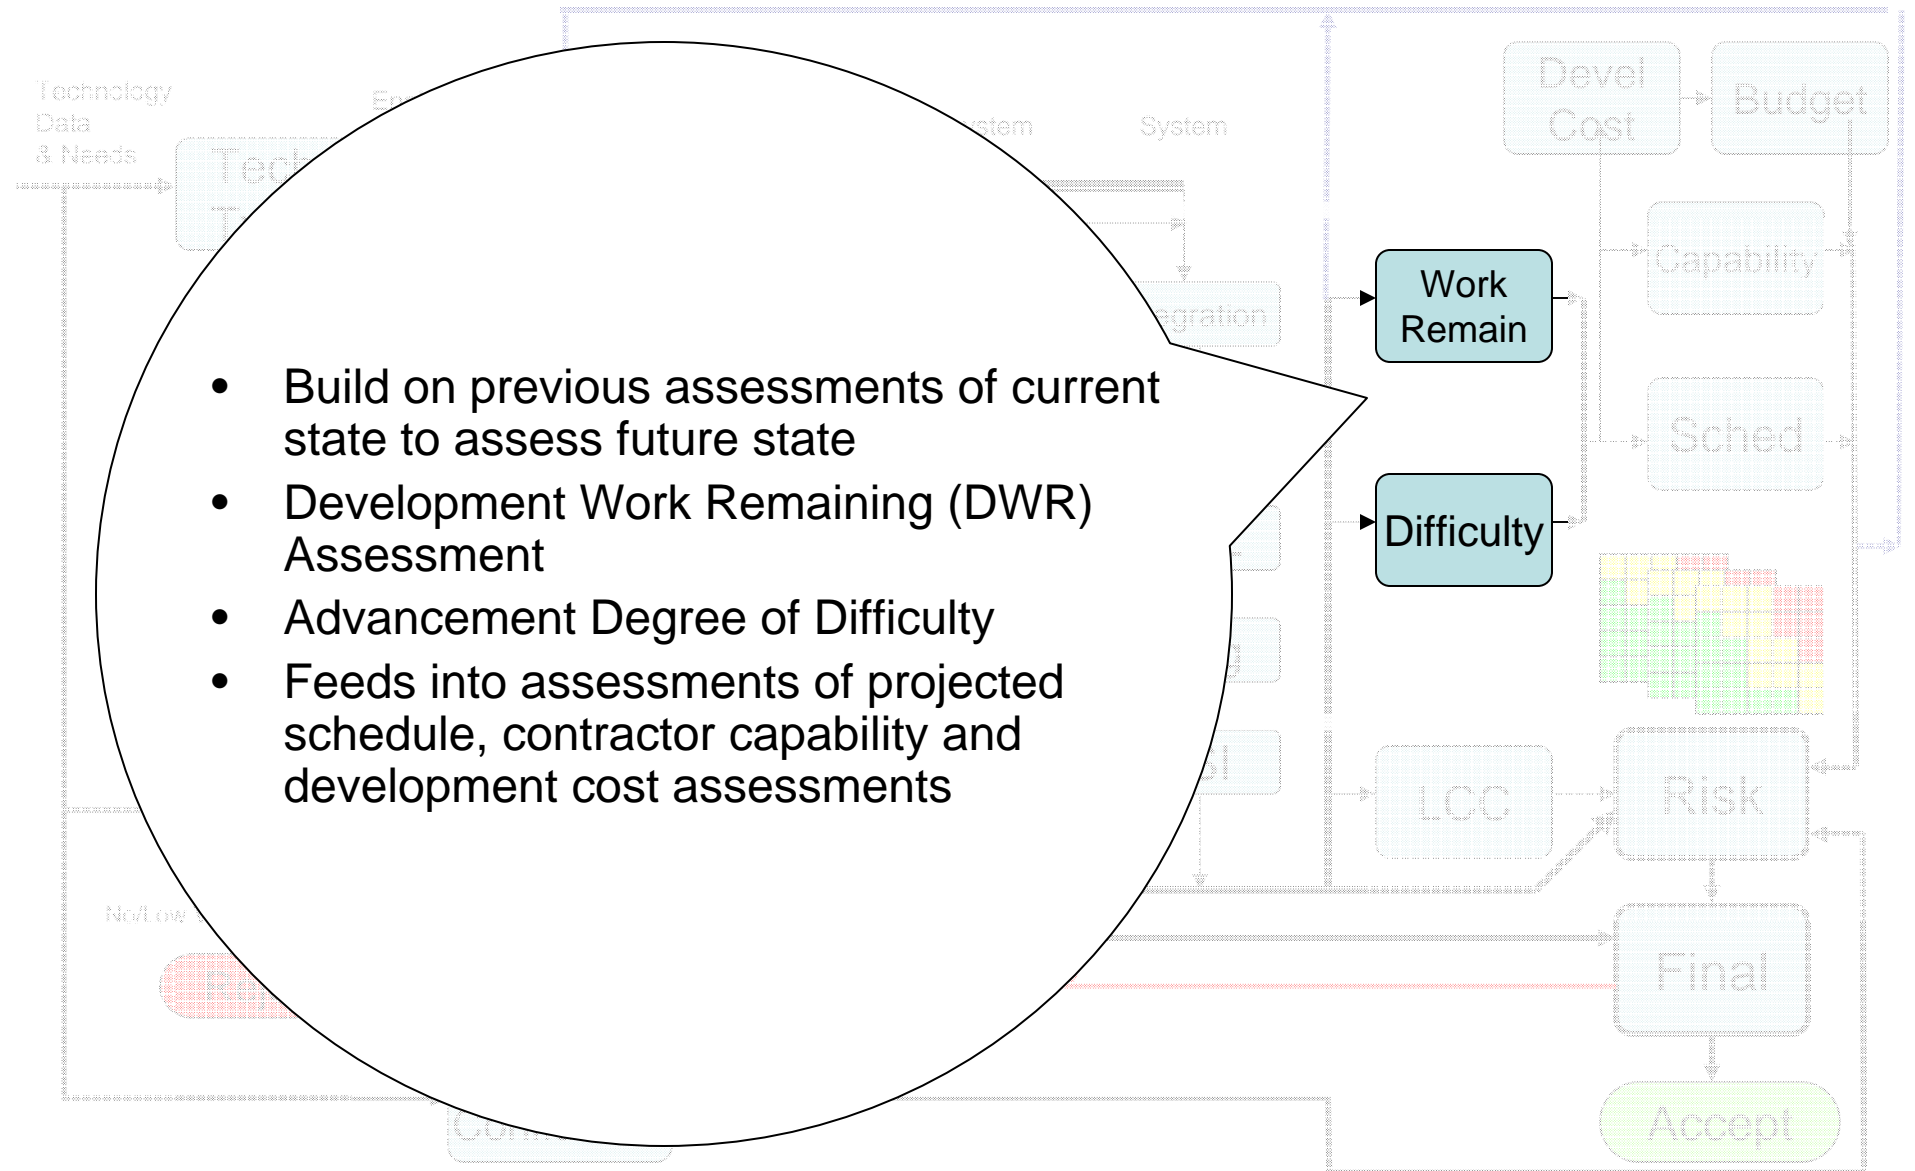 Technology
Data
& Needs
System
Devel
Cost
Budget
Capability
Sched
Work
Remain
Difficulty
• Build on previous assessments of current
state to assess future state
• Development Work Remaining (DWR)
Assessment
• Advancement Degree of Difficulty
• Feeds into assessments of projected
schedule, contractor capability and
development cost assessments
LCC
Risk
No/Low
Final
Accept